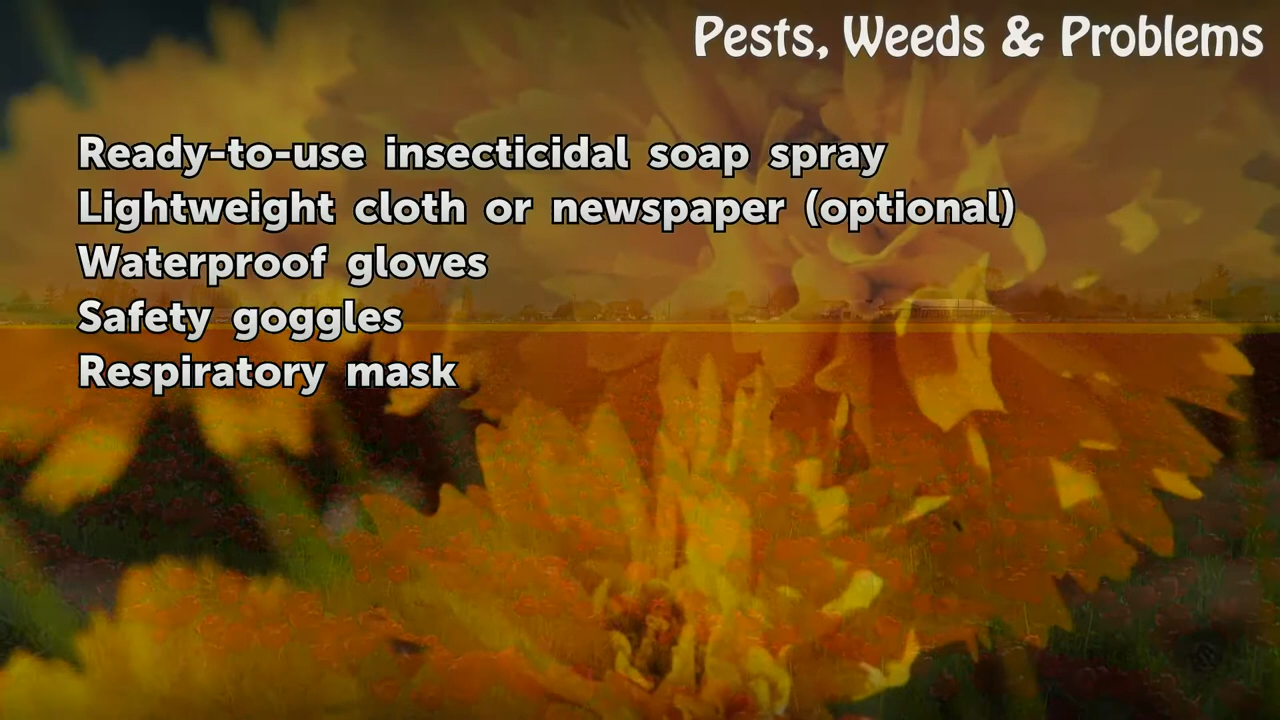 Pests, Weeds & Problems
Ready-to-use insecticidal soap spray
Lightweight cloth or newspaper (optional)
Waterproof gloves
Safety goggles
Respiratory mask